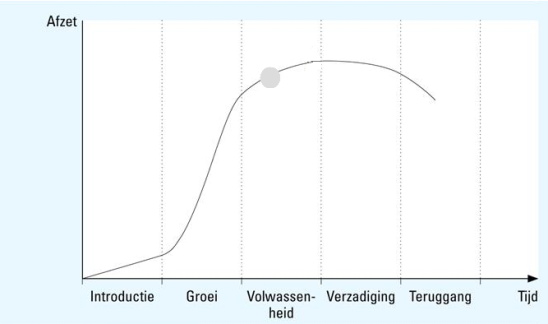 Afzet
Introductie Groei Volwassen- Verzadiging Teruggang Tijd
heid